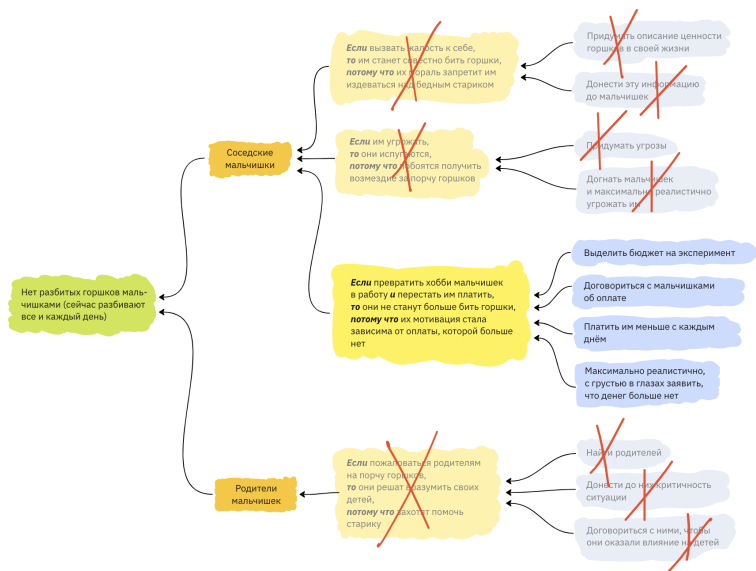 Если вызвать жалость к себе,
то им станет совестно бить горшки,
потому что их мораль запретит им
издеваться над бедным стариком
Придумать описание ценности
горшков в своей жизни
Донести эту информацию
до мальчишек
Соседские
мальчишки
Если им угрожать,
то они испугаются,
потому что побоятся получить
возмездие за порчу горшков
Придумать угрозы
Догнать мальчишек
и максимально реалистично
угрожать им
Нет разбитых горшков маль-
чишками (сейчас разбивают
все и каждый день)
Если превратить хобби мальчишек
в работу и перестать им платить,
то они не станут больше бить горшки,
потому что их мотивация стала
зависима от оплаты, которой больше
нет
Выделить бюджет на эксперимент
Договориться с мальчишками
об оплате
Платить им меньше с каждым
днём
Максимально реалистично,
с грустью в глазах заявить,
что денег больше нет
Родители
мальчишек
Если пожаловаться родителям
на порчу горшков,
то они решат вразумить своих
детей,
потому что захотят помочь
старику
Найти родителей
Донести до них критичность
ситуации
Договориться с ними, чтобы
они оказали влияние на детей